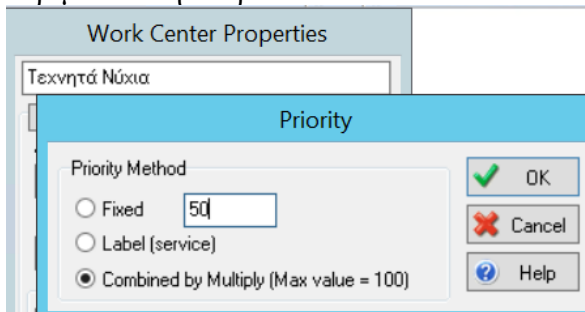 Work Center Properties
Τεχνητά Νύχια
Priority
Priority Method
Fixed 50
Label (service)
Combined by Multiply (Max value = 100)
OK
Cancel
Help